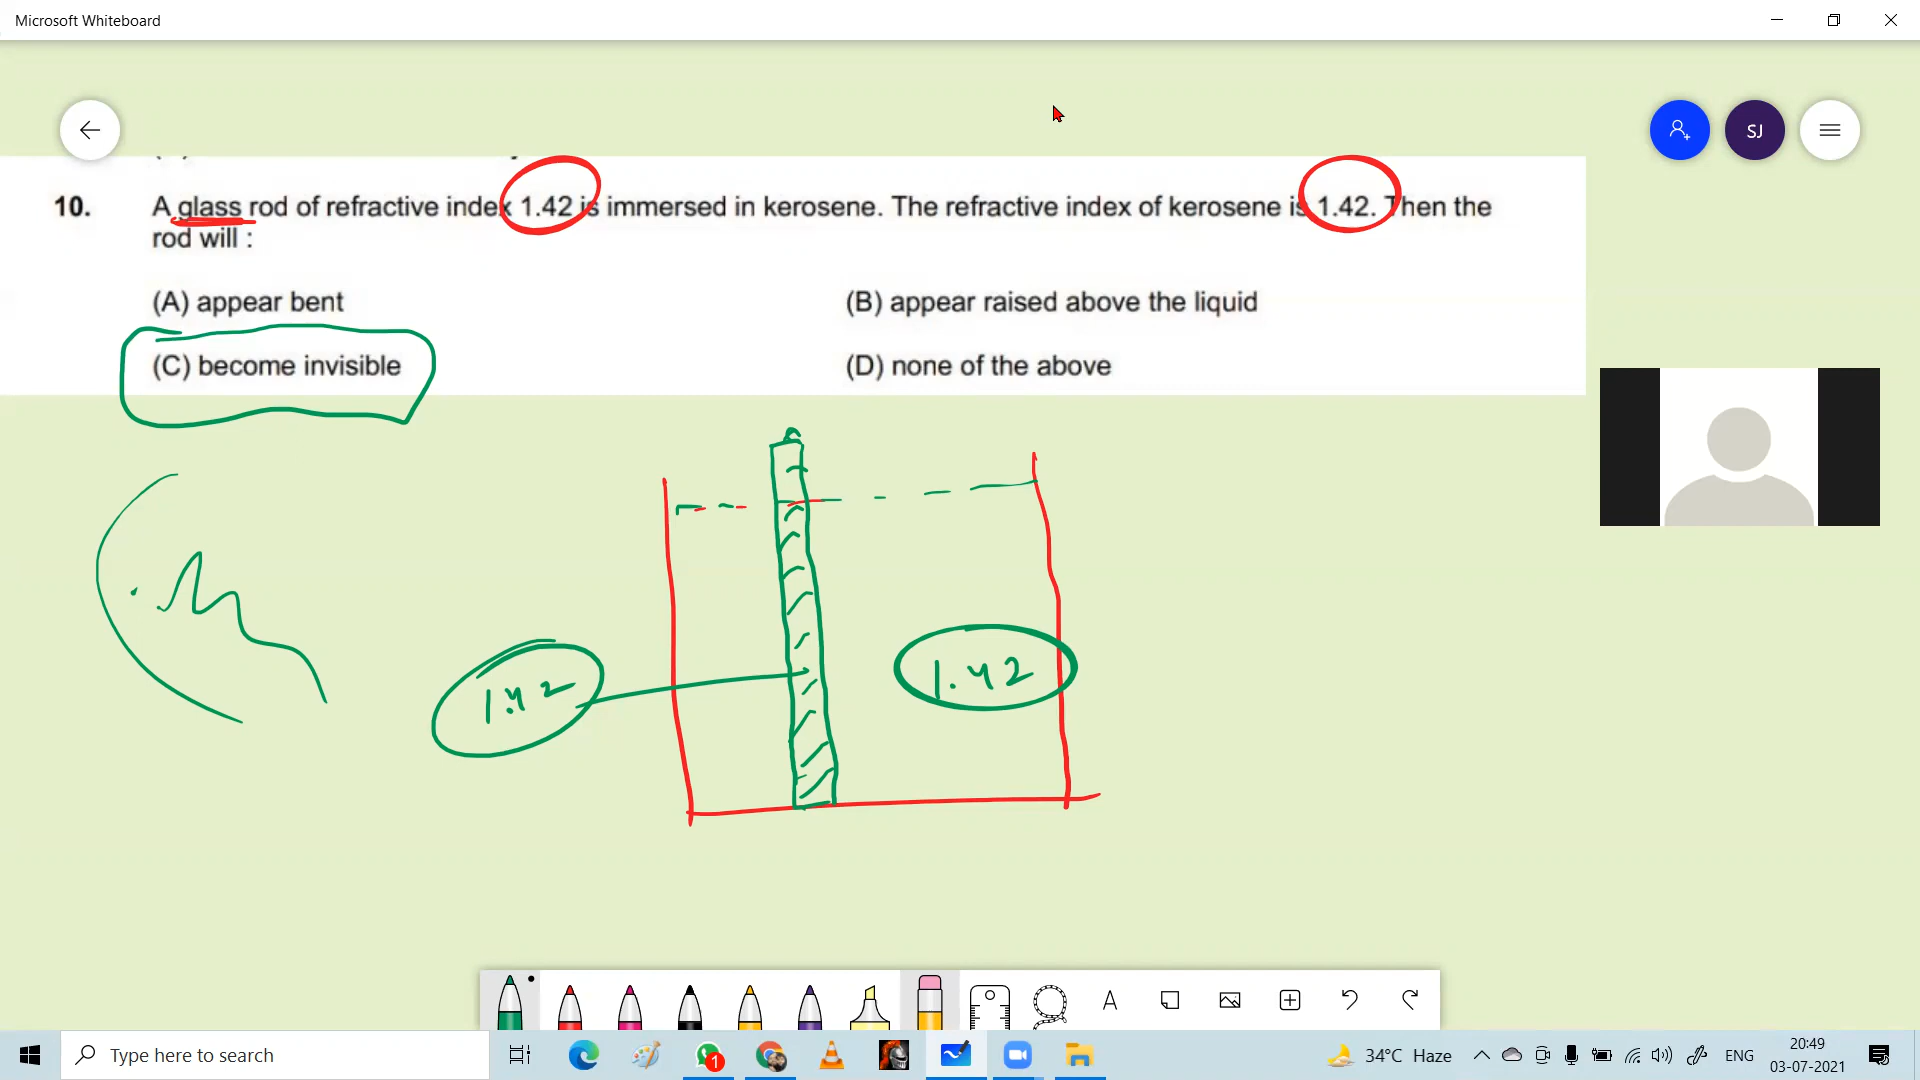 Microsoft Whiteboard
SJ
10. A glass rod of refractive index 1.42 is immersed in kerosene. The refractive index of kerosene is 1.42. Then the
rod will :
(A) appear bent
(B) appear raised above the liquid
(C) become invisible
(D) none of the above
1.42
1.42
A
Type here to search
1
34°C Haze
ENG
20:49
03-07-2021